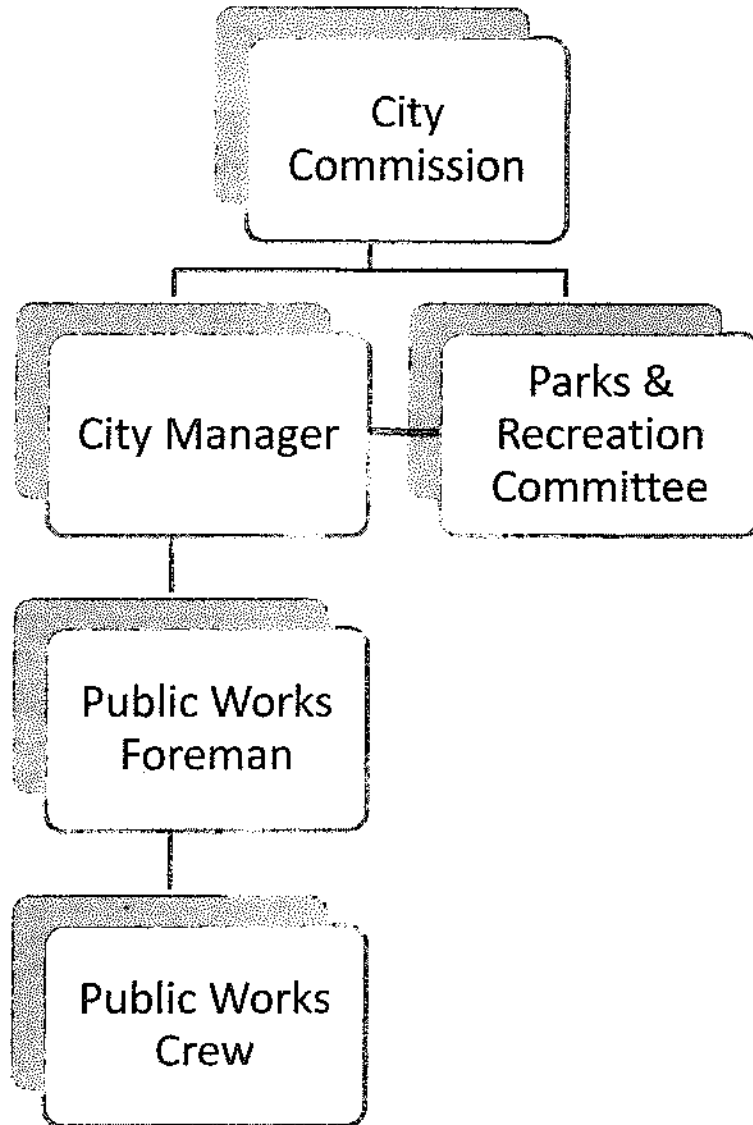 City
Commission
City Manager
Parks &
Recreation
Committee
Public Works
Foreman
Public Works
Crew